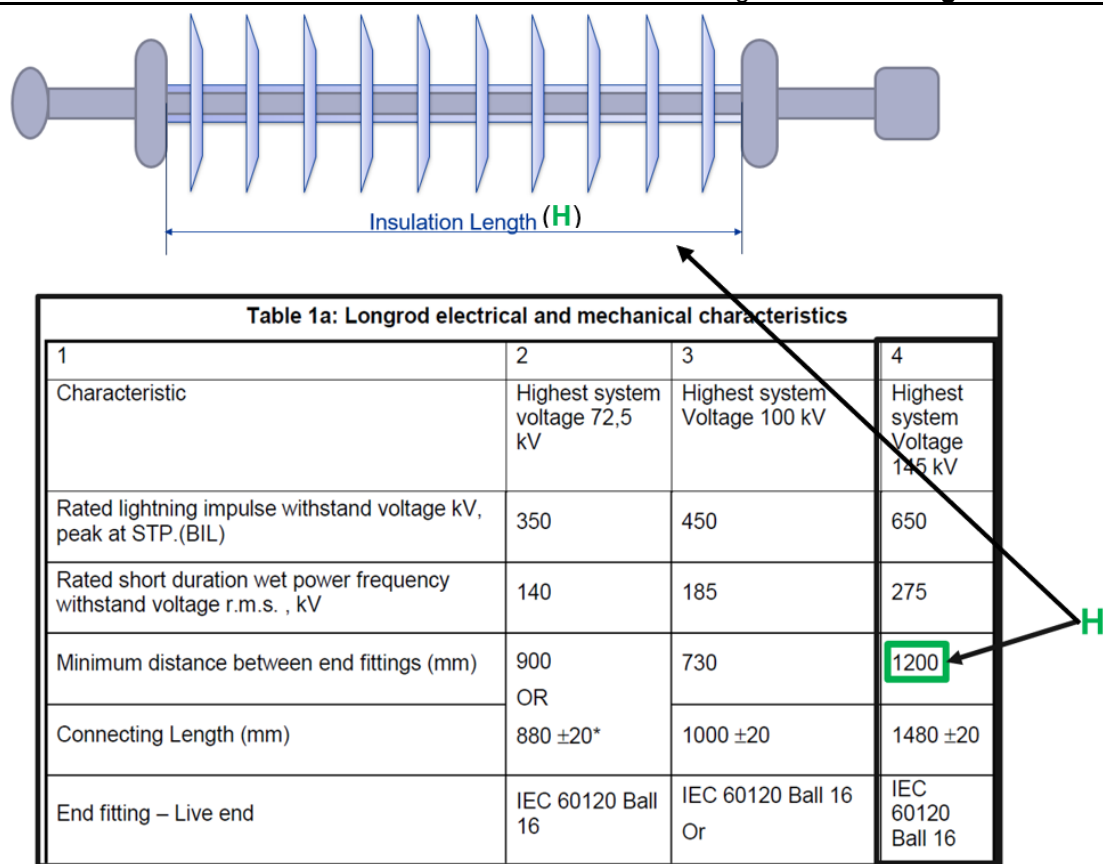 Insulation Length (H)
Table 1a: Longrod electrical and mechanical characteristics
1 2 3 4
Characteristic Highest system voltage 72,5 kV Highest system Voltage 100 kV Highest system Voltage 145 kV
Rated lightning impulse withstand voltage kV, peak at STP.(BIL) 350 450 650
Rated short duration wet power frequency withstand voltage r.m.s. , kV 140 185 275
Minimum distance between end fittings (mm) 900 730 1200
OR
H
Connecting Length (mm) 880 ±20* 1000 ±20 1480 ±20
End fitting – Live end IEC 60120 Ball 16 IEC 60120 Ball 16 Or IEC 60120 Ball 16